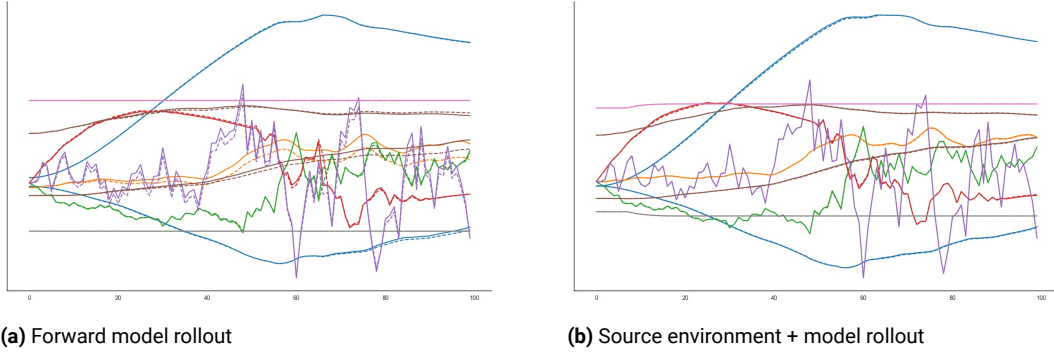 0 20 40 60 80 100
0 20 40 60 80 100
(a) Forward model rollout
(b) Source environment + model rollout